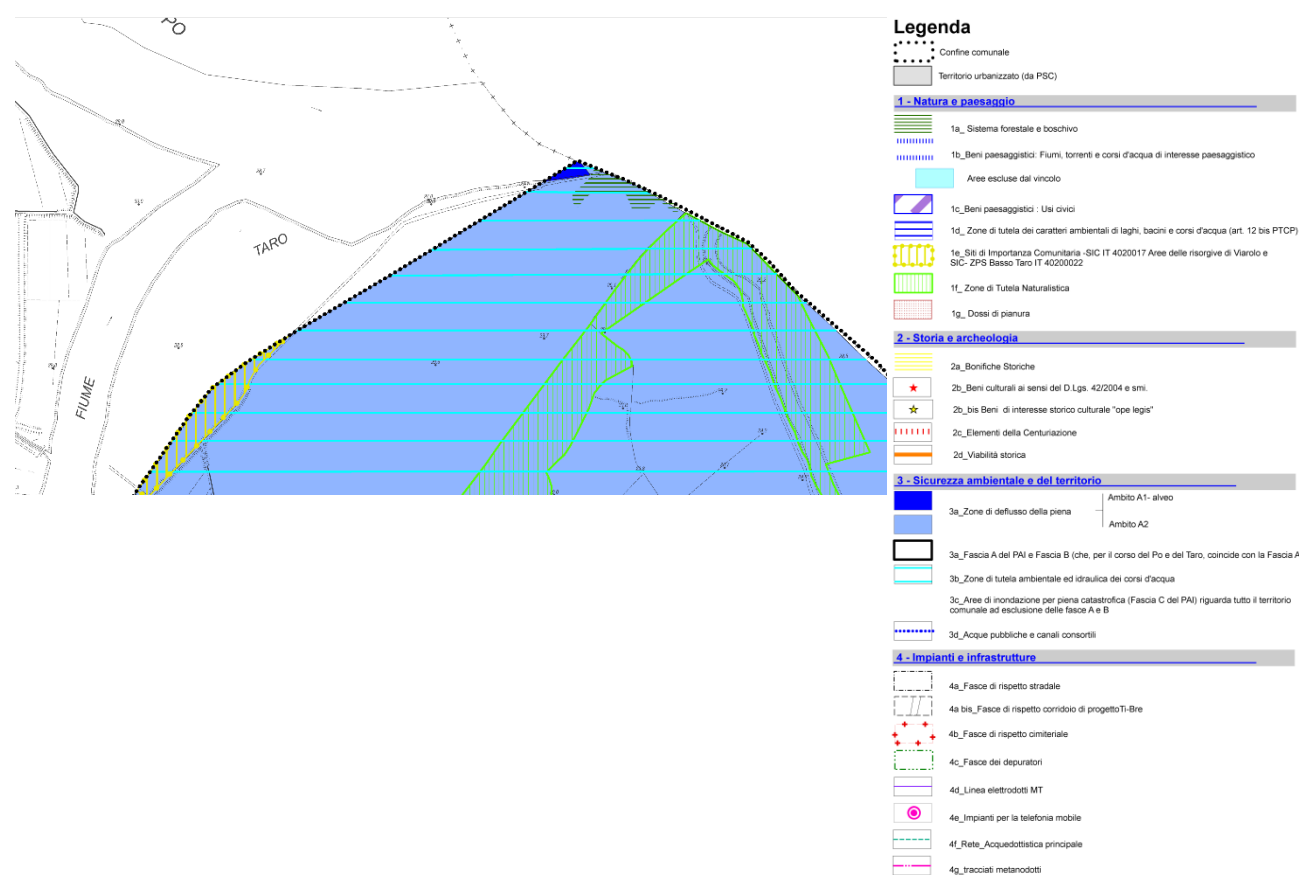 PO
TARO
FIUME
Legenda
Confine comunale
Territorio urbanizzato (da PSC)
1 - Natura e paesaggio
1a_ Sistema forestale e boschivo
1b_Beni paesaggistici: Fiumi, torrenti e corsi d'acqua di interesse paesaggistico
Aree escluse dal vincolo
1c_Beni paesaggistici : Usi civici
1d_ Zone di tutela dei caratteri ambientali di laghi, bacini e corsi d'acqua (art. 12 bis PTCP)
1e_Siti di Importanza Comunitaria -SIC IT 4020017 Aree delle risorgive di Viarolo e
SIC- ZPS Basso Taro IT 40200022
1f_ Zone di Tutela Naturalistica
1g_ Dossi di pianura
2 - Storia e archeologia
2a_Bonifiche Storiche
2b_Beni culturali ai sensi del D.Lgs. 42/2004 e smi.
2b_bis Beni di interesse storico culturale "ope legis"
2c_Elementi della Centuriazione
2d_Viabilità storica
3 - Sicurezza ambientale e del territorio
Ambito A1- alveo
3a_Zone di deflusso della piena
Ambito A2
3a_Fascia A del PAI e Fascia B (che, per il corso del Po e del Taro, coincide con la Fascia A
3b_Zone di tutela ambientale ed idraulica dei corsi d'acqua
3c_Aree di inondazione per piena catastrofica (Fascia C del PAI) riguarda tutto il territorio
comunale ad esclusione delle fasce A e B
3d_Acque pubbliche e canali consortili
4 - Impianti e infrastrutture
4a_Fasce di rispetto stradale
4a bis_Fasce di rispetto corridoio di progettoTi-Bre
4b_Fasce di rispetto cimiteriale
4c_Fasce dei depuratori
4d_Linea elettrodotti MT
4e_Impianti per la telefonia mobile
4f_Rete_Acquedottistica principale
4g_tracciati metanodotti